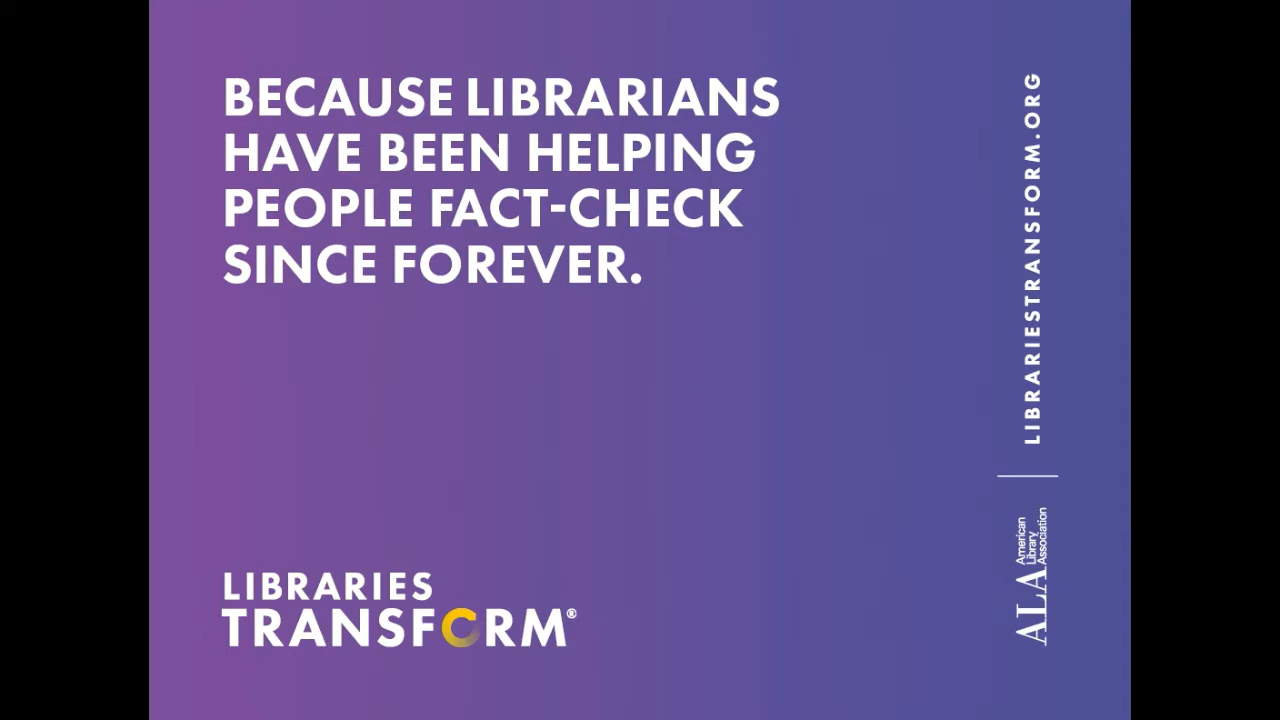 BECAUSE LIBRARIANS
HAVE BEEN HELPING
PEOPLE FACT-CHECK
SINCE FOREVER.
LIBRARIES
TRANSFORM®
LIBRARIESTRANSFORM.ORG
ALA American
Library
Association